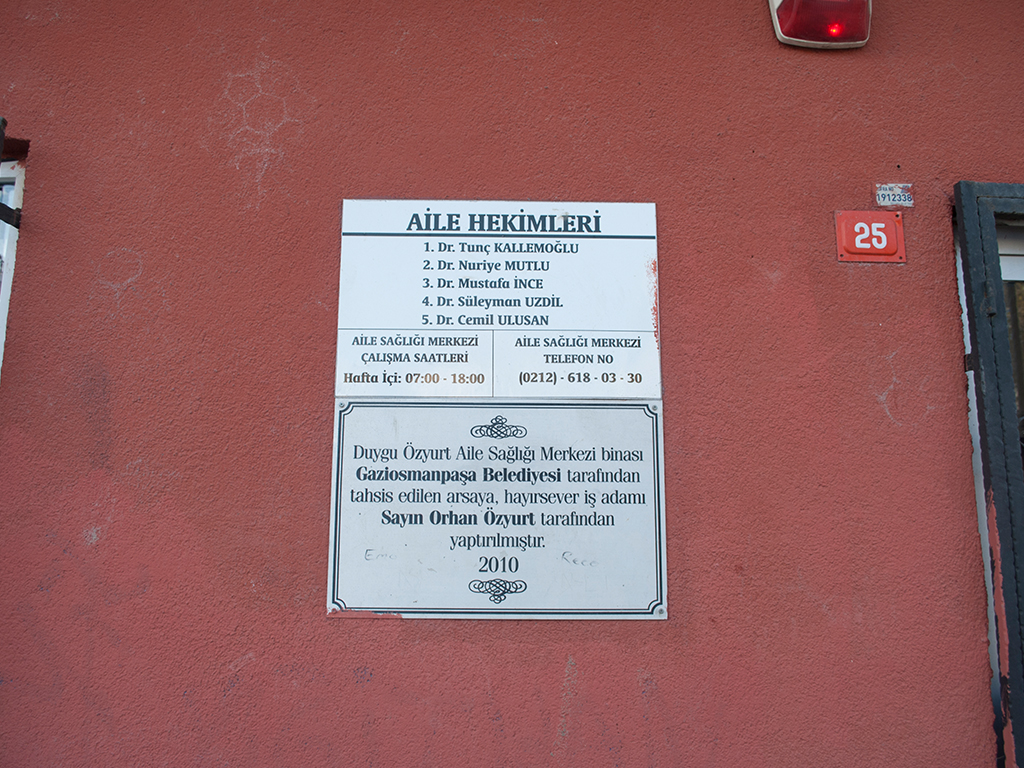 AİLE HEKİMLERİ
1. Dr. Tunç KALLEMOĞLU
2. Dr. Nuriye MUTLU
3. Dr. Mustafa İNCE
4. Dr. Süleyman UZDİL
5. Dr. Cemil ULUSAN
AİLE SAĞLIĞI MERKEZİ
ÇALIŞMA SAATLERİ
Hafta İçi: 07:00 - 18:00
AİLE SAĞLIĞI MERKEZİ
TELEFON NO
(0212) - 618 - 03 - 30
Duygu Özyurt Aile Sağlığı Merkezi binası
Gaziosmanpaşa Belediyesi tarafından
tahsis edilen arsaya, hayırsever iş adamı
Sayın Orhan Özyurt tarafından
yaptırılmıştır.
2010
1912338
25